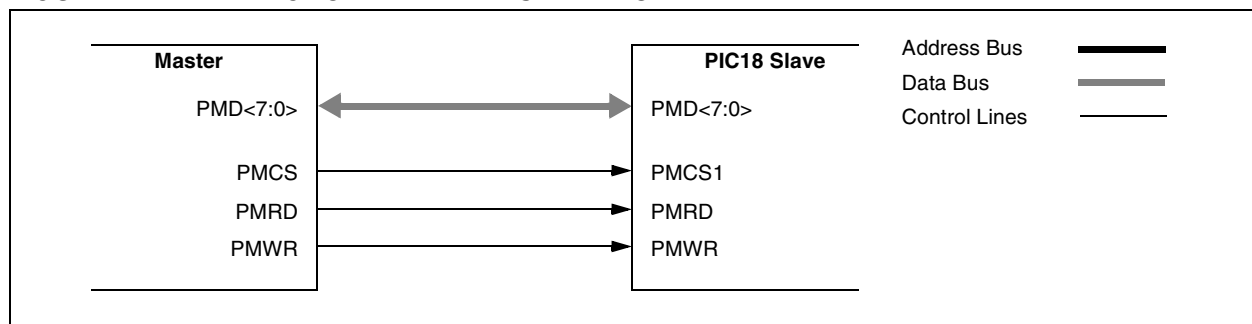 Master
PIC18 Slave
Address Bus
Data Bus
Control Lines
PMD<7:0>
PMD<7:0>
PMCS
PMCS1
PMRD
PMRD
PMWR
PMWR